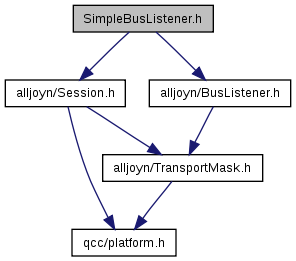 SimpleBusListener.h
alljoyn/Session.h
alljoyn/BusListener.h
alljoyn/TransportMask.h
qcc/platform.h